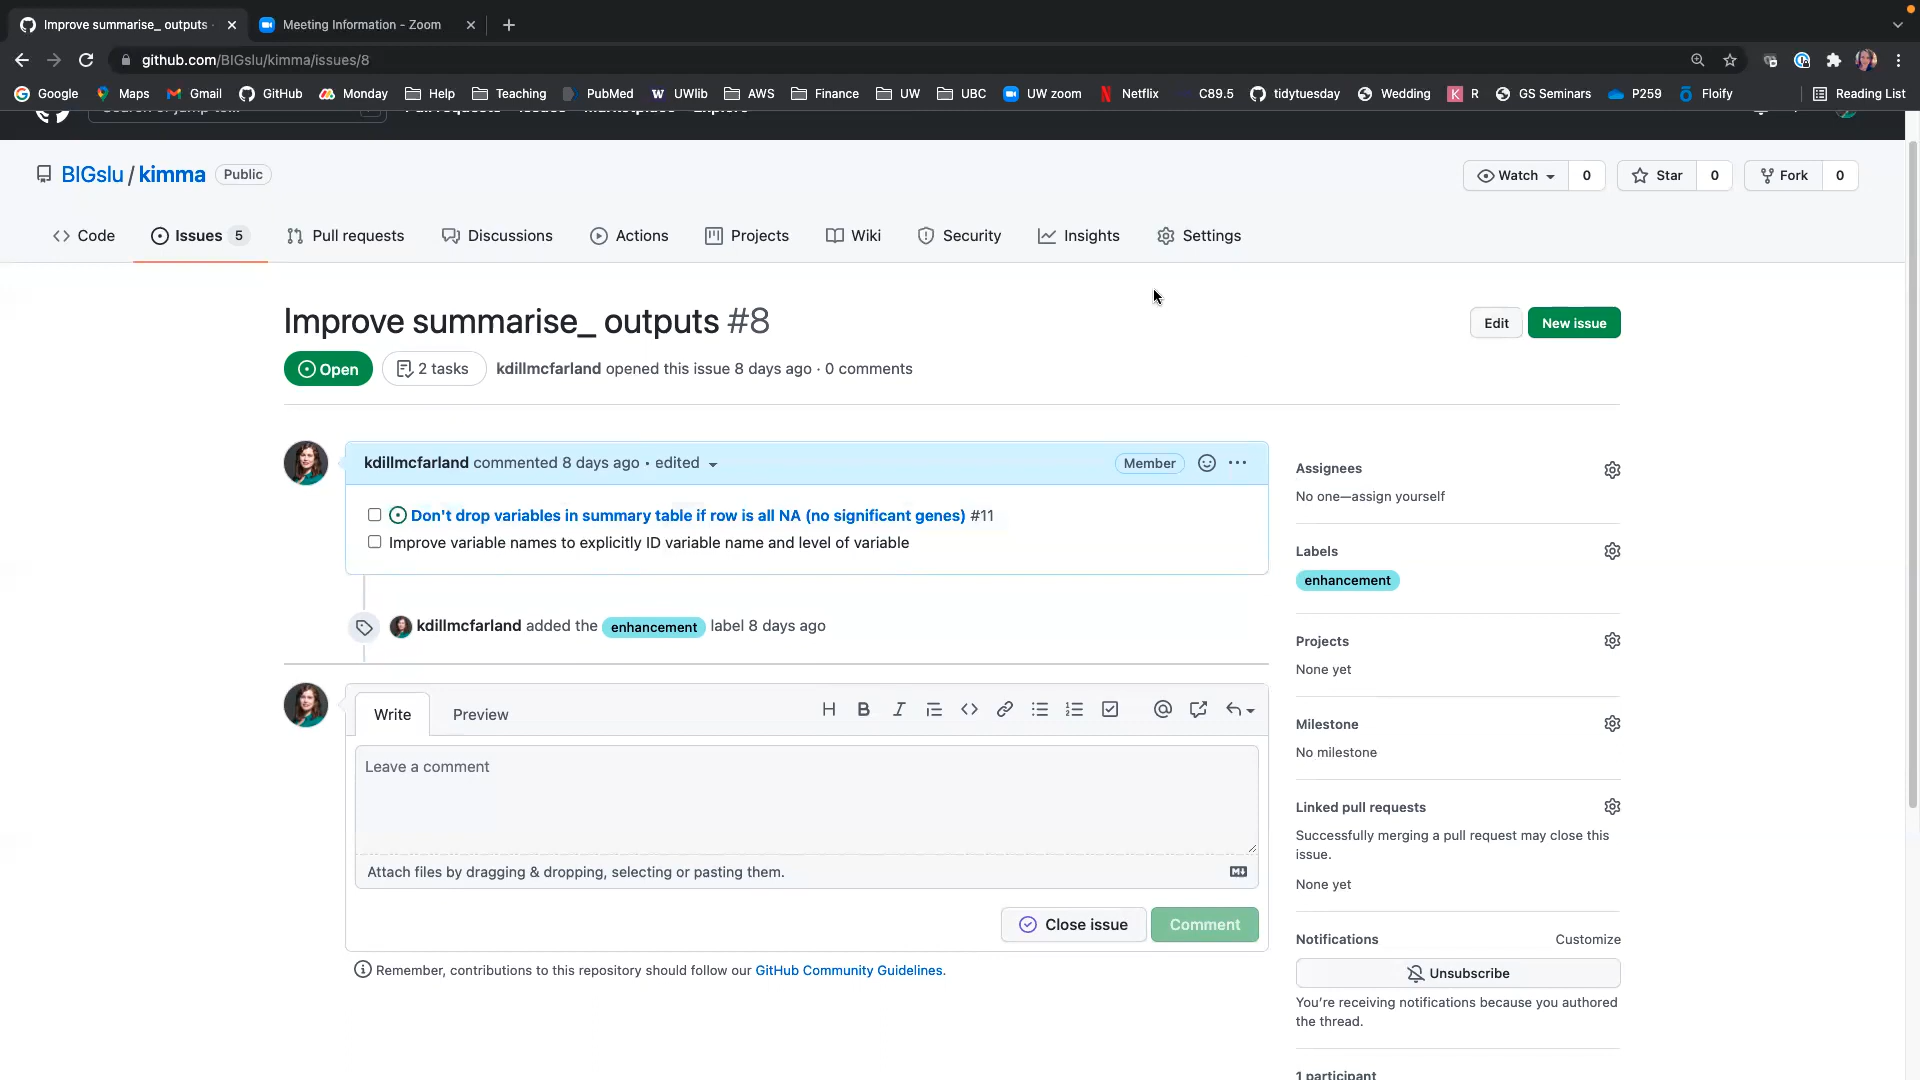 Improve summarise_ outputs
Meeting Information - Zoom
github.com/BIGslu/kimma/issues/8
Google Maps Gmail GitHub Monday Help Teaching PubMed UWlib AWS Finance UW UBC UW zoom Netflix C89.5 tidytuesday Wedding R GS Seminars P259 Floify Reading List
BIGslu / kimma Public
Watch 0 Star 0 Fork 0
Code Issues 5 Pull requests Discussions Actions Projects Wiki Security Insights Settings
Improve summarise_ outputs #8
Edit New issue
Open 2 tasks kdillmcfarland opened this issue 8 days ago · 0 comments
kdillmcfarland commented 8 days ago • edited Member
Don't drop variables in summary table if row is all NA (no significant genes) #11
Improve variable names to explicitly ID variable name and level of variable
kdillmcfarland added the enhancement label 8 days ago
Write Preview
Leave a comment
Attach files by dragging & dropping, selecting or pasting them.
Close issue Comment
Remember, contributions to this repository should follow our GitHub Community Guidelines.
Assignees
No one—assign yourself
Labels
enhancement
Projects
None yet
Milestone
No milestone
Linked pull requests
Successfully merging a pull request may close this
issue.
None yet
Notifications Customize
Unsubscribe
You're receiving notifications because you authored
the thread.
1 participant